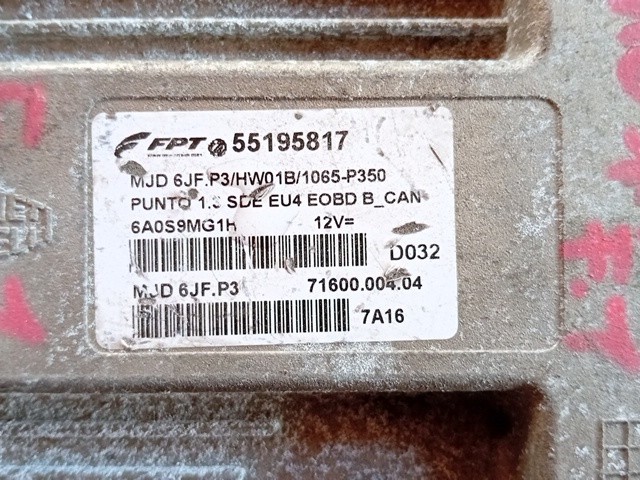 FPT 55195817
MJD 6JF.P3/HW01B/1065-P350
PUNTO 1.3 SDE EU4 EOBD B_CAN
6A0S9MG1H 12V=
D032
MJD 6JF.P3 71600.004.04
7A16